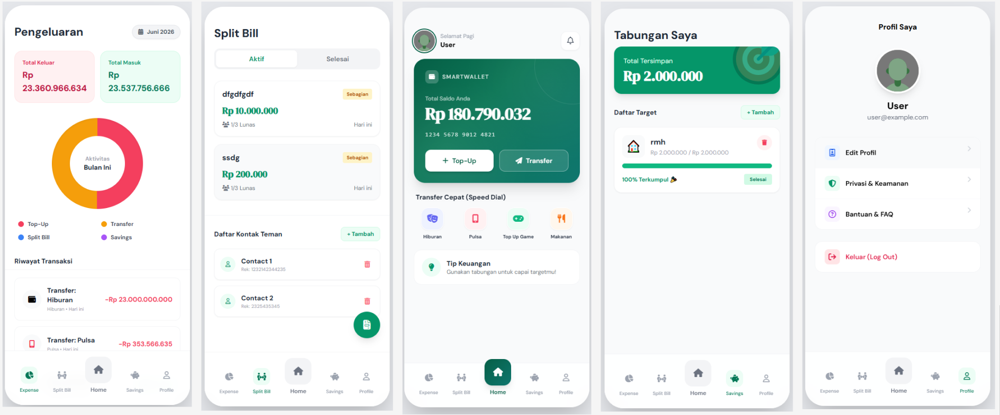 Pengeluaran
Juni 2026
Total Keluar
Rp
23.360.966.634
Total Masuk
Rp
23.537.756.666
Aktivitas
Bulan Ini
Top-Up
Transfer
Split Bill
Savings
Riwayat Transaksi
Transfer:
Hiburan
Hiburan • Hari ini
-Rp 23.000.000.000
Transfer: Pulsa
Pulsa • Hari ini
-Rp 353.566.635
Expense
Split Bill
Home
Savings
Profile
Split Bill
Aktif
Selesai
dfgdfgdf
Sebagian
Rp 10.000.000
1/3 Lunas
Hari ini
ssdg
Sebagian
Rp 200.000
1/3 Lunas
Hari ini
Daftar Kontak Teman
+ Tambah
Contact 1
Rek: 1232142344235
Contact 2
Rek: 2325435345
Expense
Split Bill
Home
Savings
Profile
Selamat Pagi
User
SMARTWALLET
Total Saldo Anda
Rp 180.790.032
1234 5678 9012 4821
+ Top-Up
Transfer
Transfer Cepat (Speed Dial)
Hiburan
Pulsa
Top Up Game
Makanan
Tip Keuangan
Gunakan tabungan untuk capai targetmu!
Expense
Split Bill
Home
Savings
Profile
Tabungan Saya
Total Tersimpan
Rp 2.000.000
Daftar Target
+ Tambah
rmh
Rp 2.000.000 / Rp 2.000.000
100% Terkumpul 🎉
Selesai
Expense
Split Bill
Home
Savings
Profile
Profil Saya
User
user@example.com
Edit Profil
Privasi & Keamanan
Bantuan & FAQ
Keluar (Log Out)
Expense
Split Bill
Home
Savings
Profile